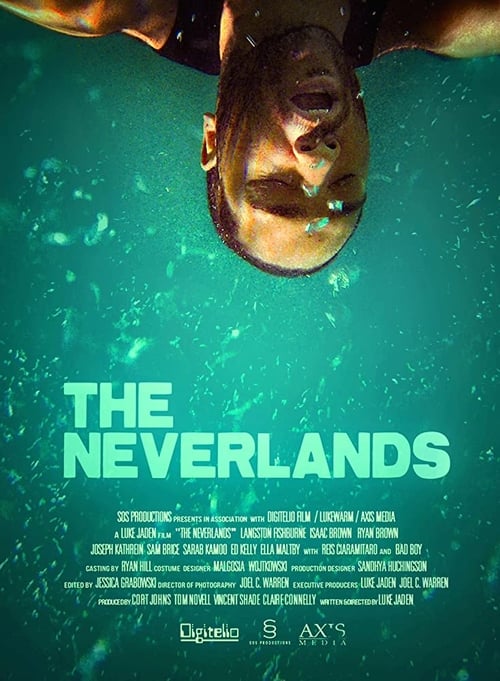 THE
NEVERLANDS
SOS PRODUCTIONS PRESENTS IN ASSOCIATION WITH DIGITELIO FILM / LUKEWARM / AXIS MEDIA
A LUKE JADEN FILM "THE NEVERLANDS" LANGSTON FISHBURNE ISAAC BROWN RYAN BROWN
JOSEPH KATHREIN SAM BRICE SARAB KAMOO ED KELLY ELLA MALTBY WITH REIS CIARAMITARO AND BAD BOY
CASTING BY RYAN HILL COSTUME DESIGNER MALGOSIA WOJTKOWSKI PRODUCTION DESIGNER SANDHYA HUCHINGSON
EDITED BY JESSICA GRABOWSKI DIRECTOR OF PHOTOGRAPHY JOEL C. WARREN EXECUTIVE PRODUCERS LUKE JADEN JOEL C. WARREN
PRODUCED BY CORT JOHNS TOM NOVELL VINCENT SHADE CLAIRE CONNELLY WRITTEN & DIRECTED BY LUKE JADEN
Digitelio
SOS PRODUCTIONS
AXIS
MEDIA